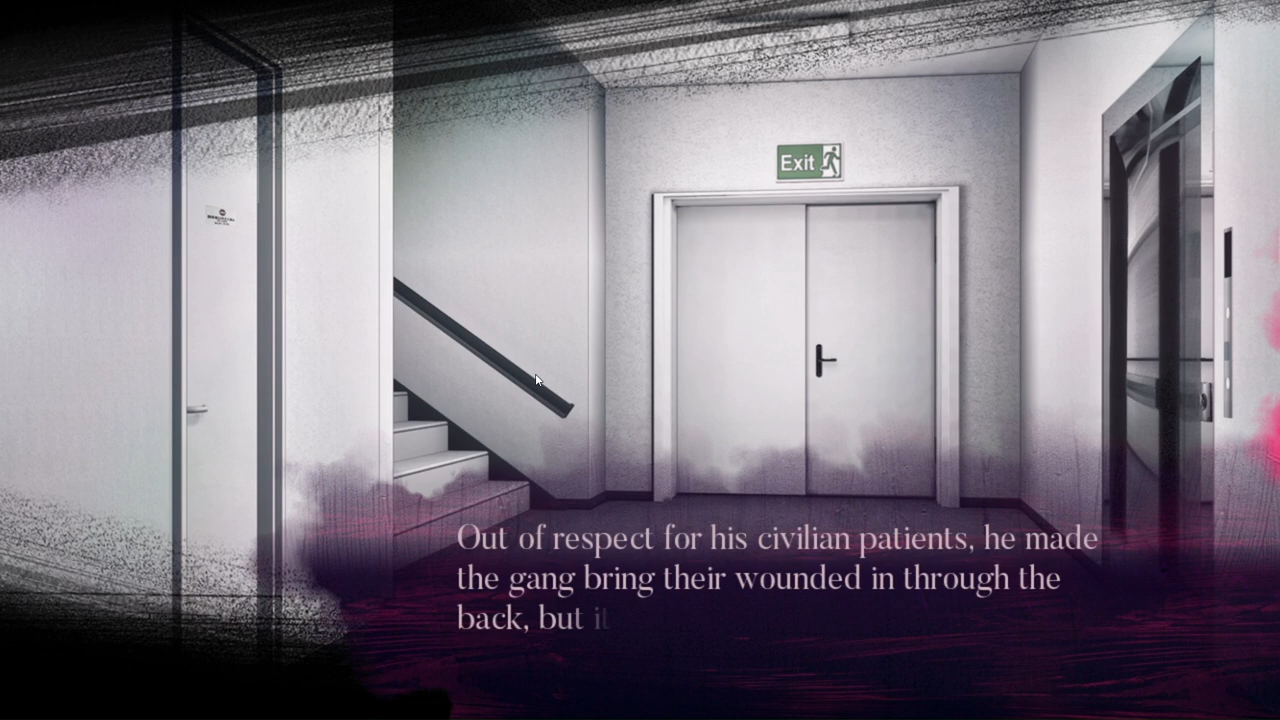 Exit
Out of respect for his civilian patients, he made
the gang bring their wounded in through the
back, but it